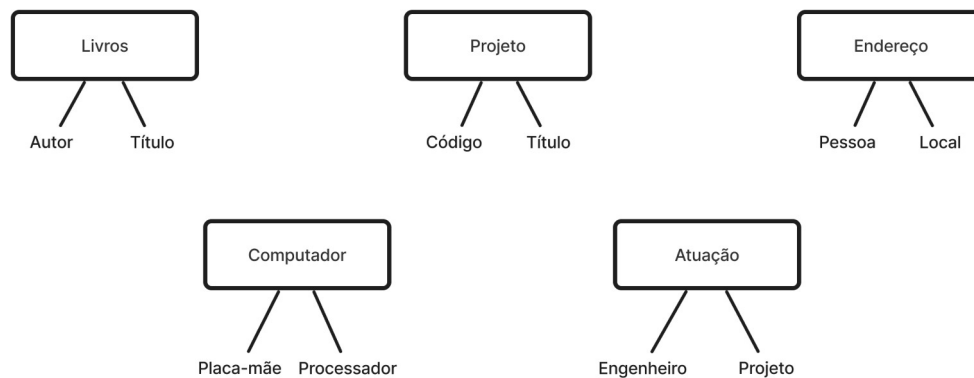 Livros
Projeto
Endereço
Autor
Título
Código
Título
Pessoa
Local
Computador
Atuação
Placa-mãe
Processador
Engenheiro
Projeto